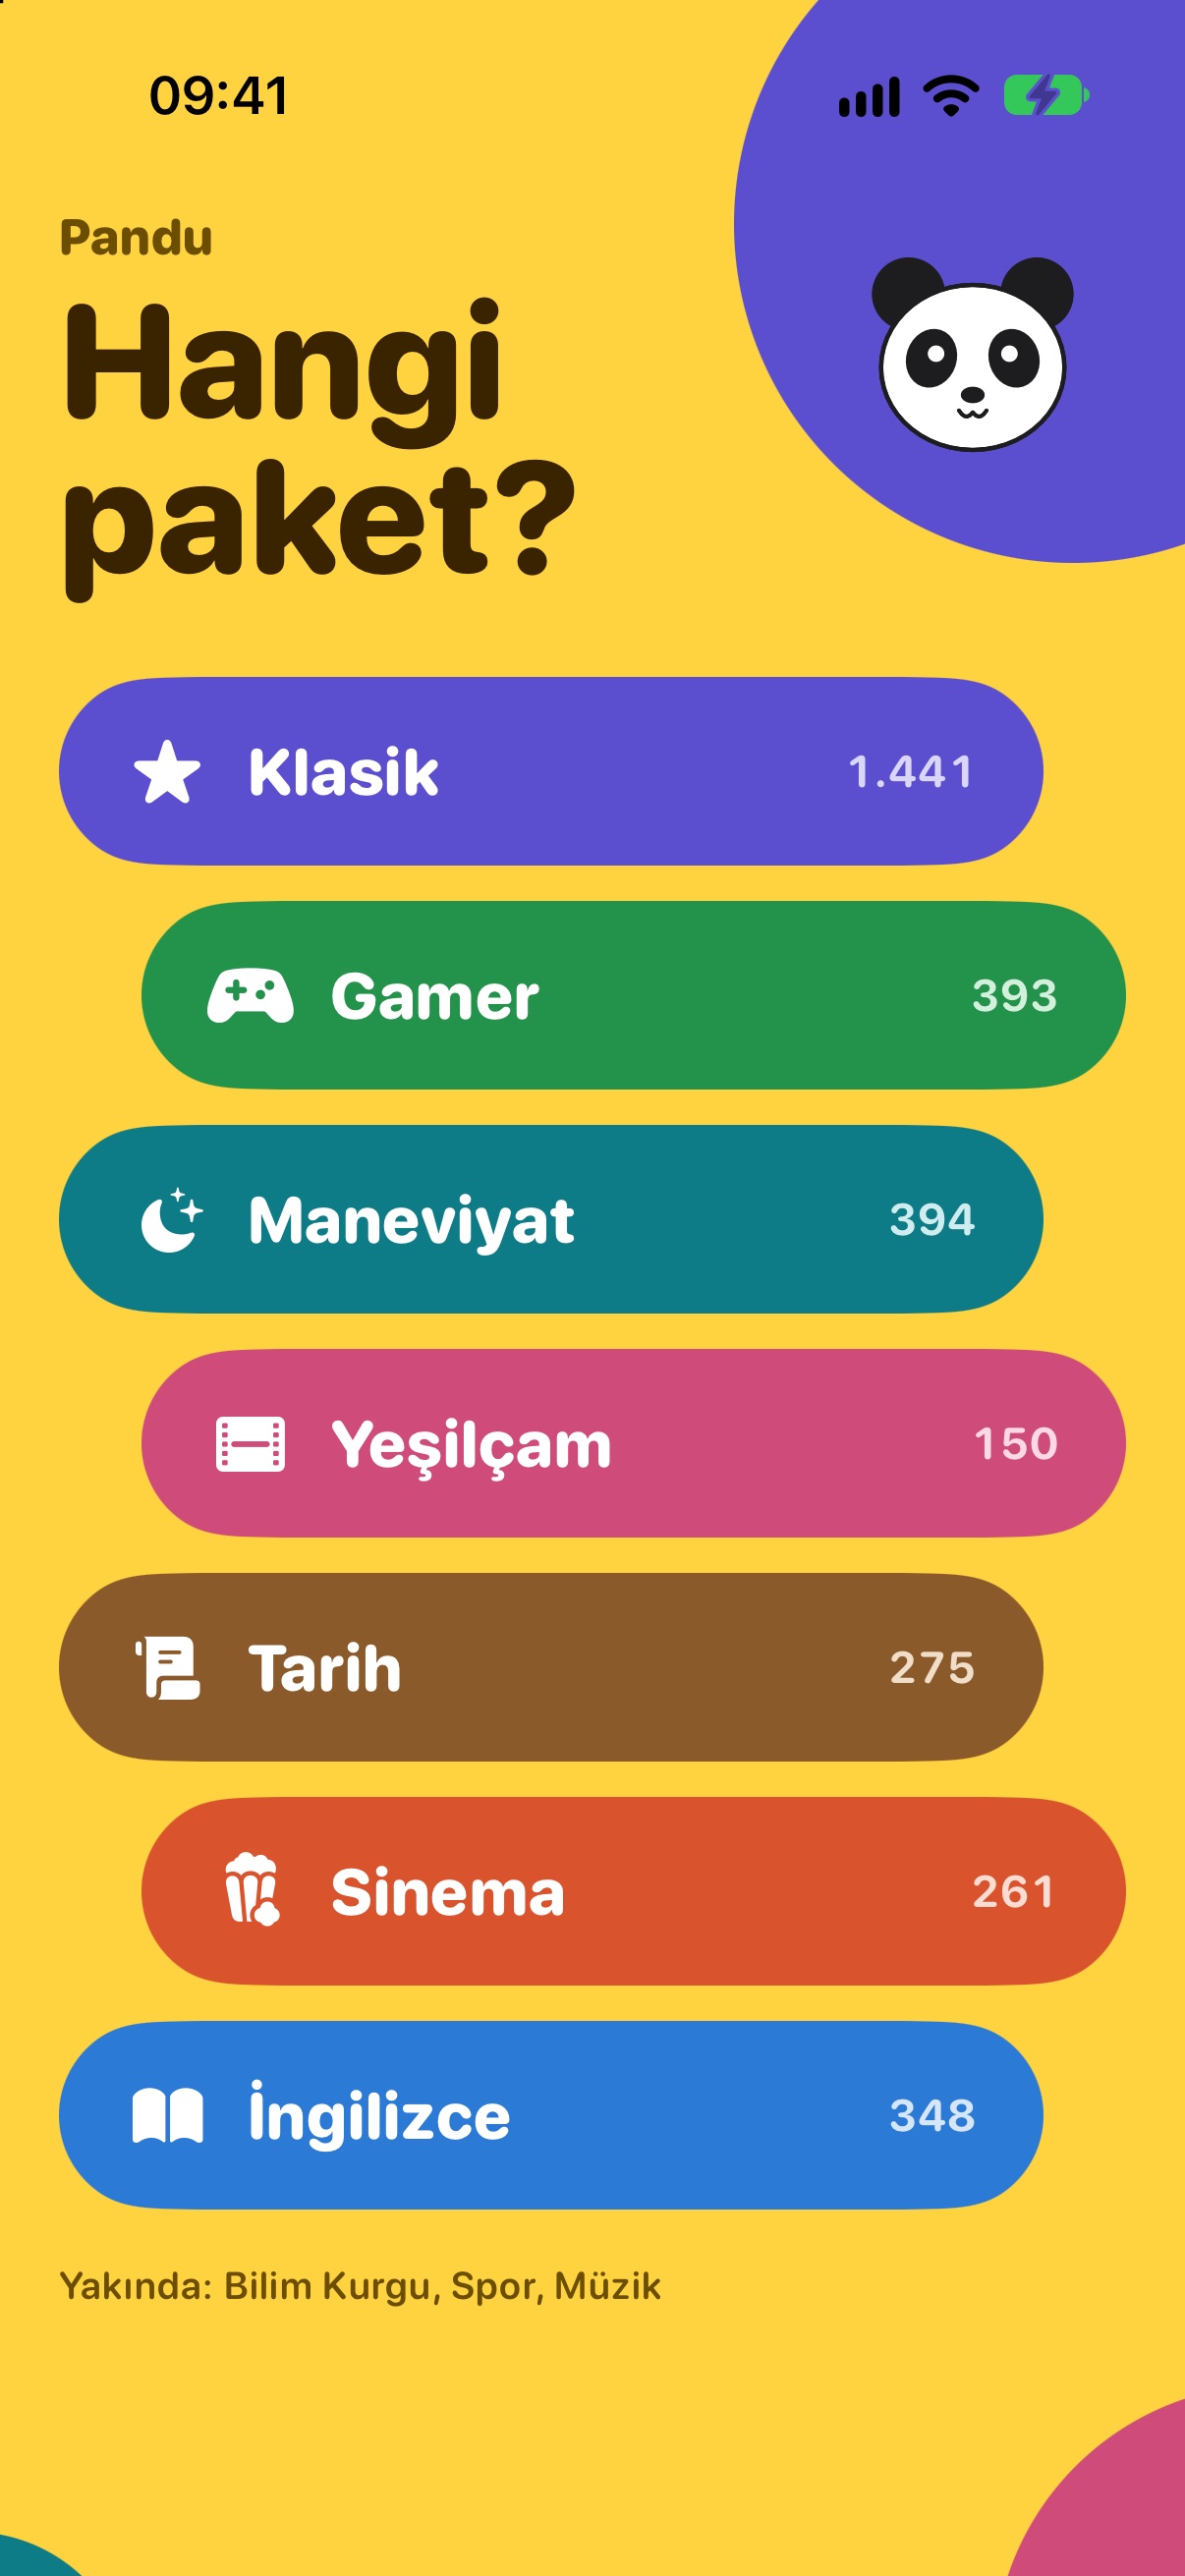 09:41
Pandu
Hangi
paket?
Klasik 1.441
Gamer 393
Maneviyat 394
Yeşilçam 150
Tarih 275
Sinema 261
İngilizce 348
Yakında: Bilim Kurgu, Spor, Müzik